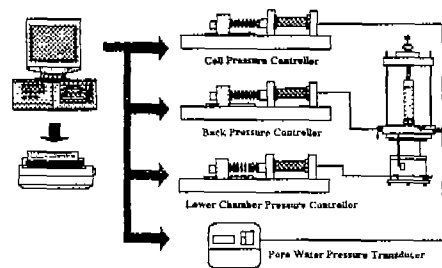 Cell Pressure Controller
Back Pressure Controller
Lower Chamber Pressure Controller
Pore Water Pressure Transducer